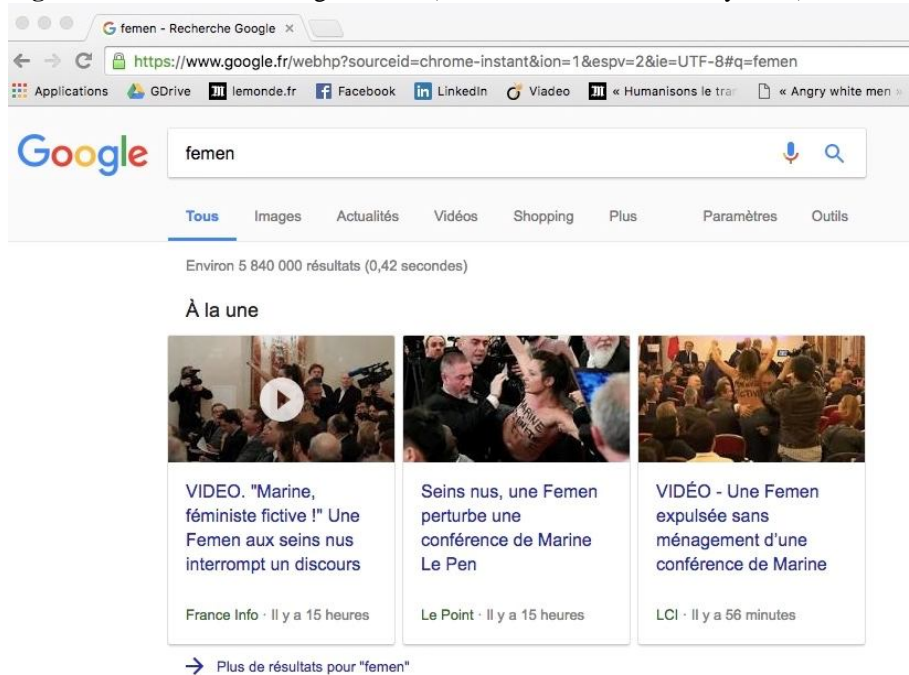 femen - Recherche Google ×
https://www.google.fr/webhp?sourceid=chrome-instant&ion=1&espv=2&ie=UTF-8#q=femen
Applications GDrive lemonde.fr Facebook LinkedIn Viadeo « Humanisons le « Angry white men »
Google femen
Tous Images Actualités Vidéos Shopping Plus Paramètres Outils
Environ 5 840 000 résultats (0,42 secondes)
À la une
VIDEO. "Marine,
féministe fictive !" Une
Femen aux seins nus
interrompt un discours
France Info · Il y a 15 heures
Seins nus, une Femen
perturbe une
conférence de Marine
Le Pen
Le Point · Il y a 15 heures
VIDÉO - Une Femen
expulsée sans
ménagement d'une
conférence de Marine
LCI · Il y a 56 minutes
Plus de résultats pour "femen"